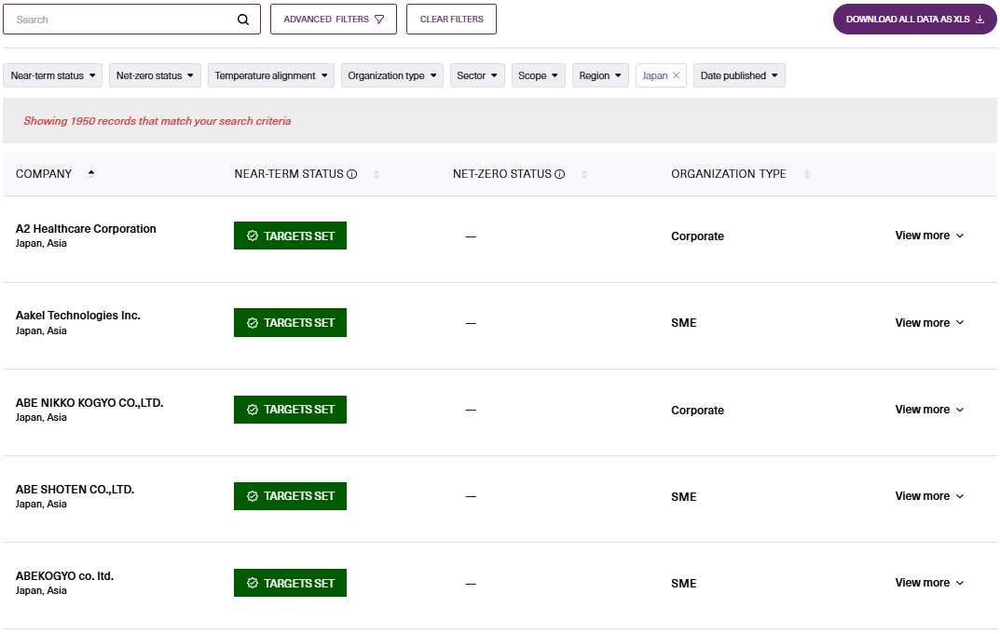 Search
ADVANCED FILTERS
CLEAR FILTERS
DOWNLOAD ALL DATA AS XLS
Near-term status
Net-zero status
Temperature alignment
Organization type
Sector
Scope
Region
Japan
Date published
Showing 1950 records that match your search criteria
COMPANY
NEAR-TERM STATUS
NET-ZERO STATUS
ORGANIZATION TYPE
A2 Healthcare Corporation
Japan, Asia
TARGETS SET
—
Corporate
View more
Aakel Technologies Inc.
Japan, Asia
TARGETS SET
—
SME
View more
ABE NIKKO KOGYO CO.,LTD.
Japan, Asia
TARGETS SET
—
Corporate
View more
ABE SHOTEN CO.,LTD.
Japan, Asia
TARGETS SET
—
SME
View more
ABEKOGYO co. ltd.
Japan, Asia
TARGETS SET
—
SME
View more